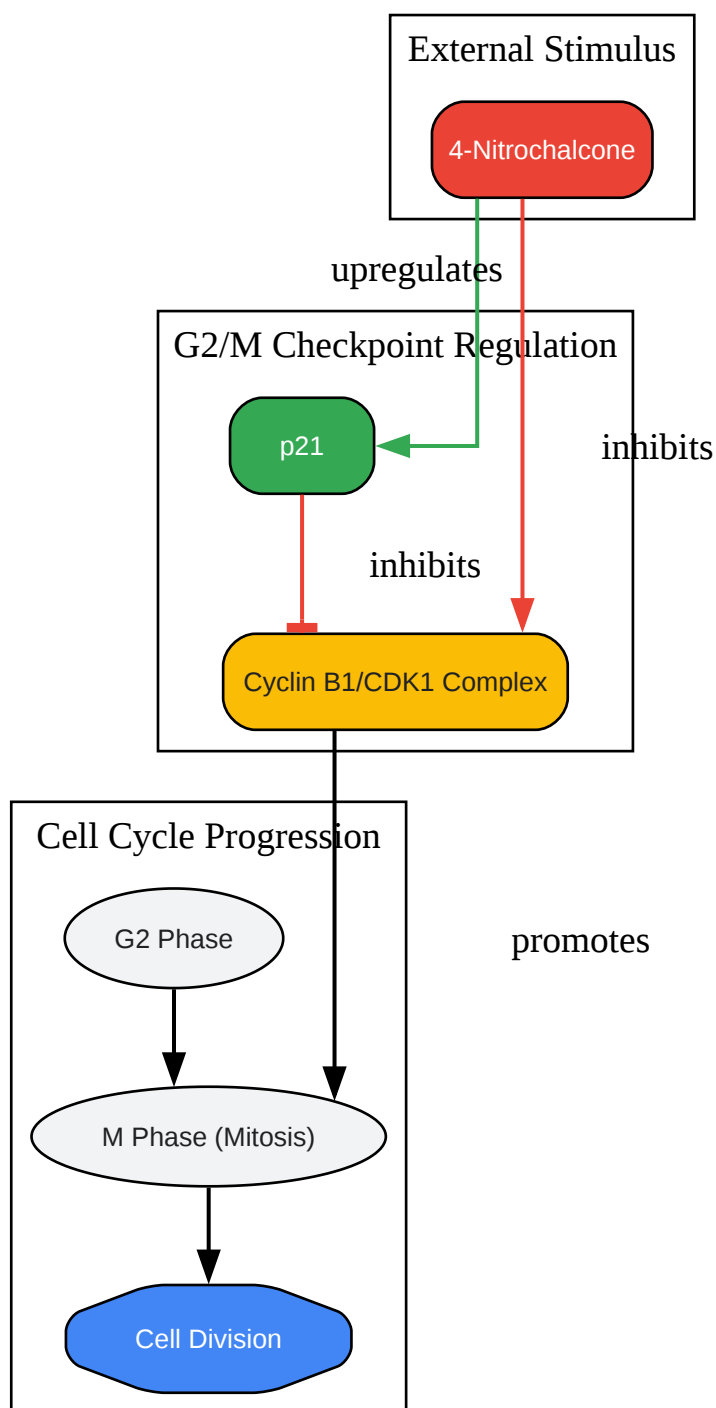 External Stimulus
4-Nitrochalcone
upregulates
G2/M Checkpoint Regulation
p21
inhibits
inhibits
Cyclin B1/CDK1 Complex
Cell Cycle Progression
G2 Phase
promotes
M Phase (Mitosis)
Cell Division